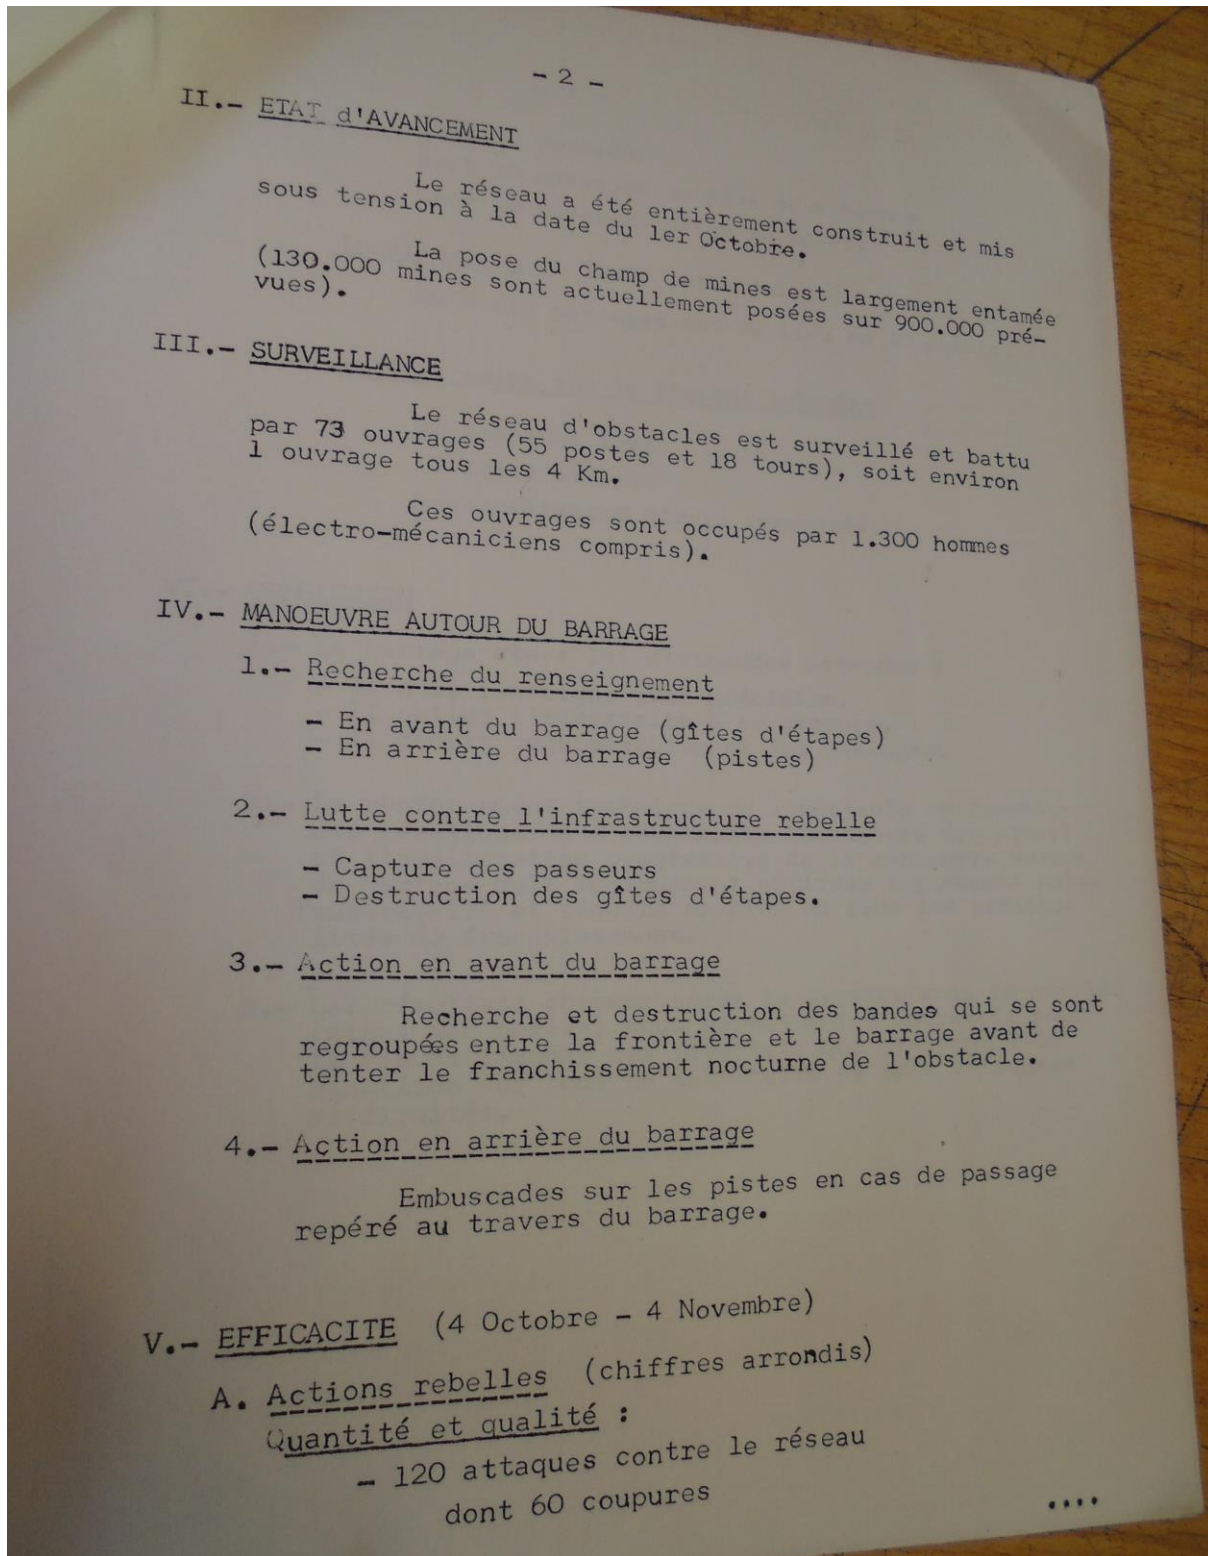 - 2 -
II.- ETAT d'AVANCEMENT
Le réseau a été entièrement construit et mis
sous tension à la date du 1er Octobre.
La pose du champ de mines est largement entamée
(130.000 mines sont actuellement posées sur 900.000 pré-
vues).
III.- SURVEILLANCE
Le réseau d'obstacles est surveillé et battu
par 73 ouvrages (55 postes et 18 tours), soit environ
1 ouvrage tous les 4 Km.
Ces ouvrages sont occupés par 1.300 hommes
(électro-mécaniciens compris).
IV.- MANOEUVRE AUTOUR DU BARRAGE
1.- Recherche du renseignement
- En avant du barrage (gîtes d'étapes)
- En arrière du barrage (pistes)
2.- Lutte contre l'infrastructure rebelle
- Capture des passeurs
- Destruction des gîtes d'étapes.
3.- Action en avant du barrage
Recherche et destruction des bandes qui se sont
regroupées entre la frontière et le barrage avant de
tenter le franchissement nocturne de l'obstacle.
4.- Action en arrière du barrage
Embuscades sur les pistes en cas de passage
repéré au travers du barrage.
V.- EFFICACITE (4 Octobre - 4 Novembre)
A. Actions rebelles (chiffres arrondis)
Quantité et qualité :
- 120 attaques contre le réseau
dont 60 coupures
....